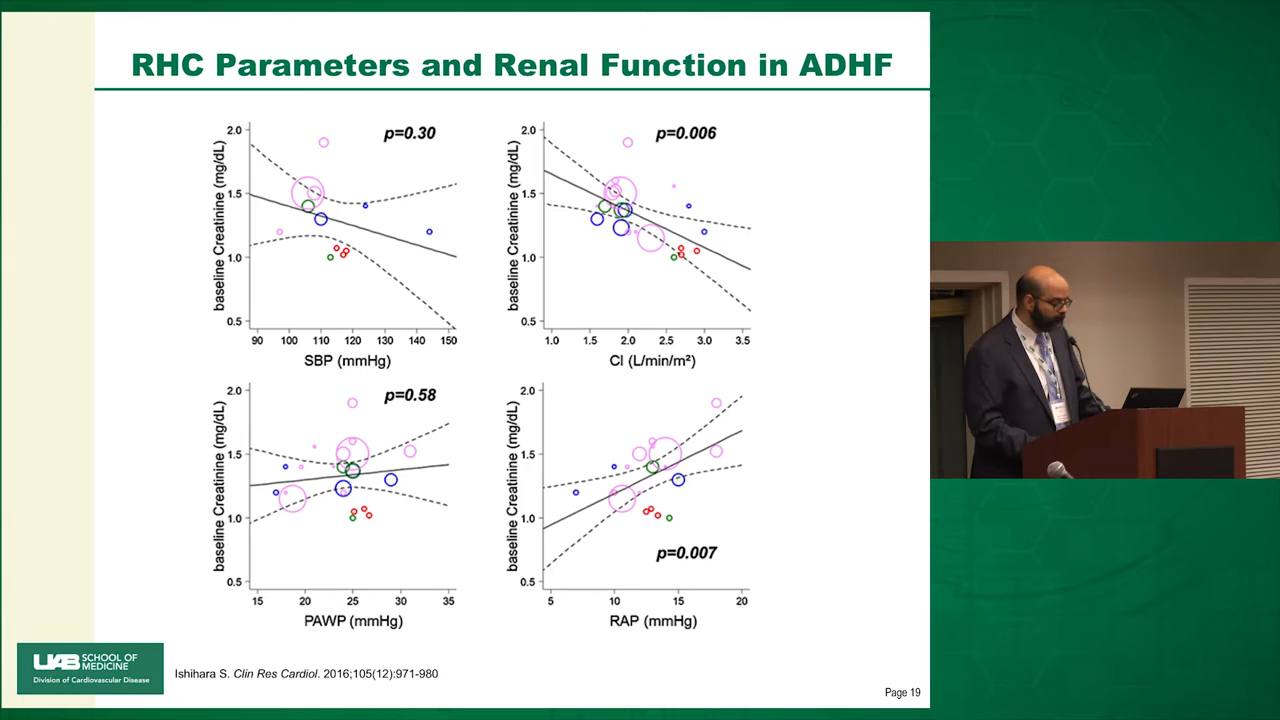 RHC Parameters and Renal Function in ADHF
p=0.30
baseline Creatinine (mg/dL)
2.0
1.5
1.0
0.5
90 100 110 120 130 140 150
SBP (mmHg)
p=0.006
baseline Creatinine (mg/dL)
2.0
1.5
1.0
0.5
1.0 1.5 2.0 2.5 3.0 3.5
CI (L/min/m²)
p=0.58
baseline Creatinine (mg/dL)
2.0
1.5
1.0
0.5
15 20 25 30 35
PAWP (mmHg)
p=0.007
baseline Creatinine (mg/dL)
2.0
1.5
1.0
0.5
5 10 15 20
RAP (mmHg)
UAB SCHOOL OF
MEDICINE
Division of Cardiovascular Disease
Ishihara S. Clin Res Cardiol. 2016;105(12):971-980
Page 19